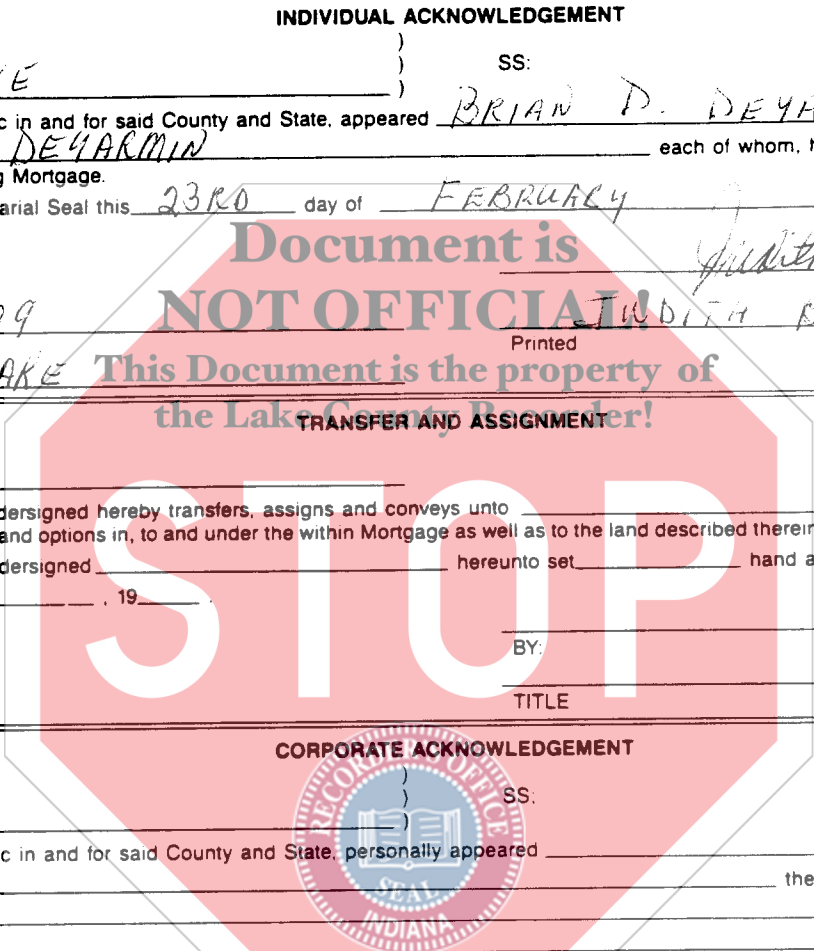 INDIVIDUAL ACKNOWLEDGEMENT
)
) SS:
E )
c in and for said County and State, appeared BRIAN D. DEYA
DEYARMIN each of whom, h
g Mortgage.
arial Seal this 23RD day of FEBRUARY
Document is
Judith
NOT OFFICIAL!
9 JUDITH
Printed
AKE
This Document is the property of
the Lake County Recorder!
TRANSFER AND ASSIGNMENT
dersigned hereby transfers, assigns and conveys unto
and options in, to and under the within Mortgage as well as to the land described therein
dersigned hereunto set hand a
, 19 .
STOP
BY:
TITLE
CORPORATE ACKNOWLEDGEMENT
)
) SS:
)
c in and for said County and State, personally appeared
the
RECORDER'S OFFICE
SEAL
INDIANA